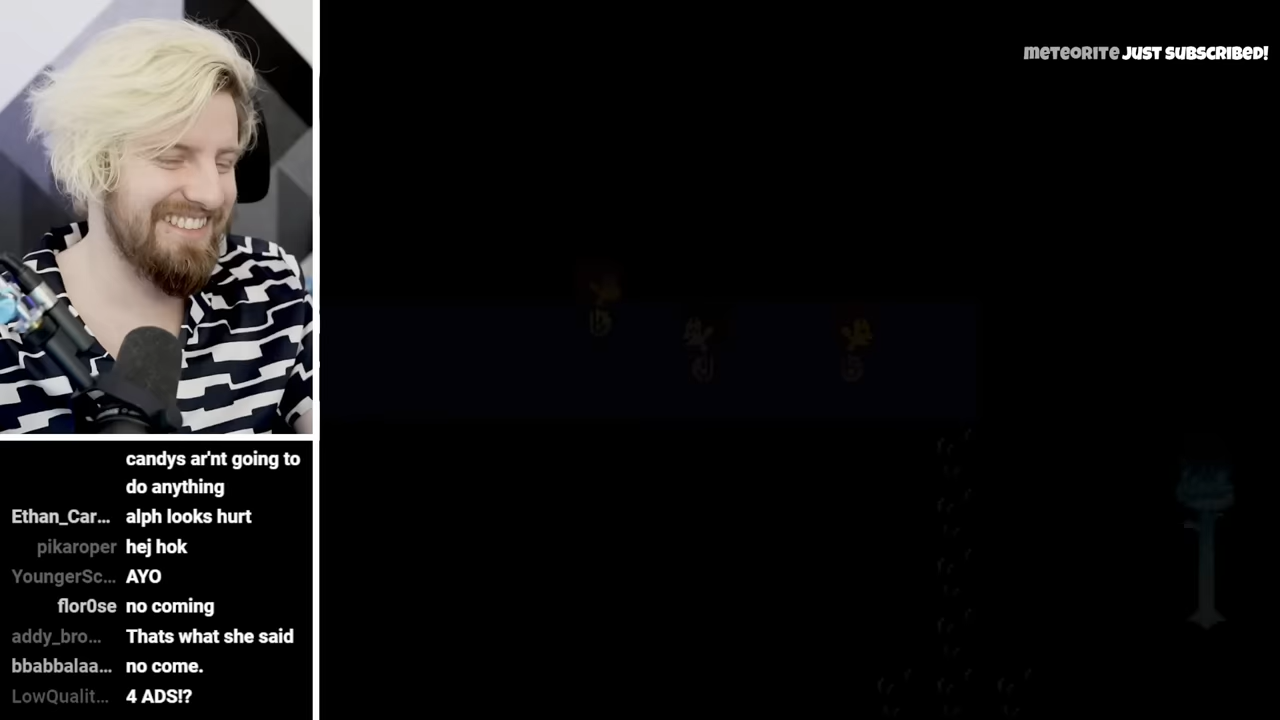 METEORITE JUST SUBSCRIBED!
candys ar'nt going to
do anything
Ethan_Car... alph looks hurt
pikaroper hej hok
YoungerSc... AYO
flor0se no coming
addy_bro... Thats what she said
bbabbalaa... no come.
LowQualit... 4 ADS!?